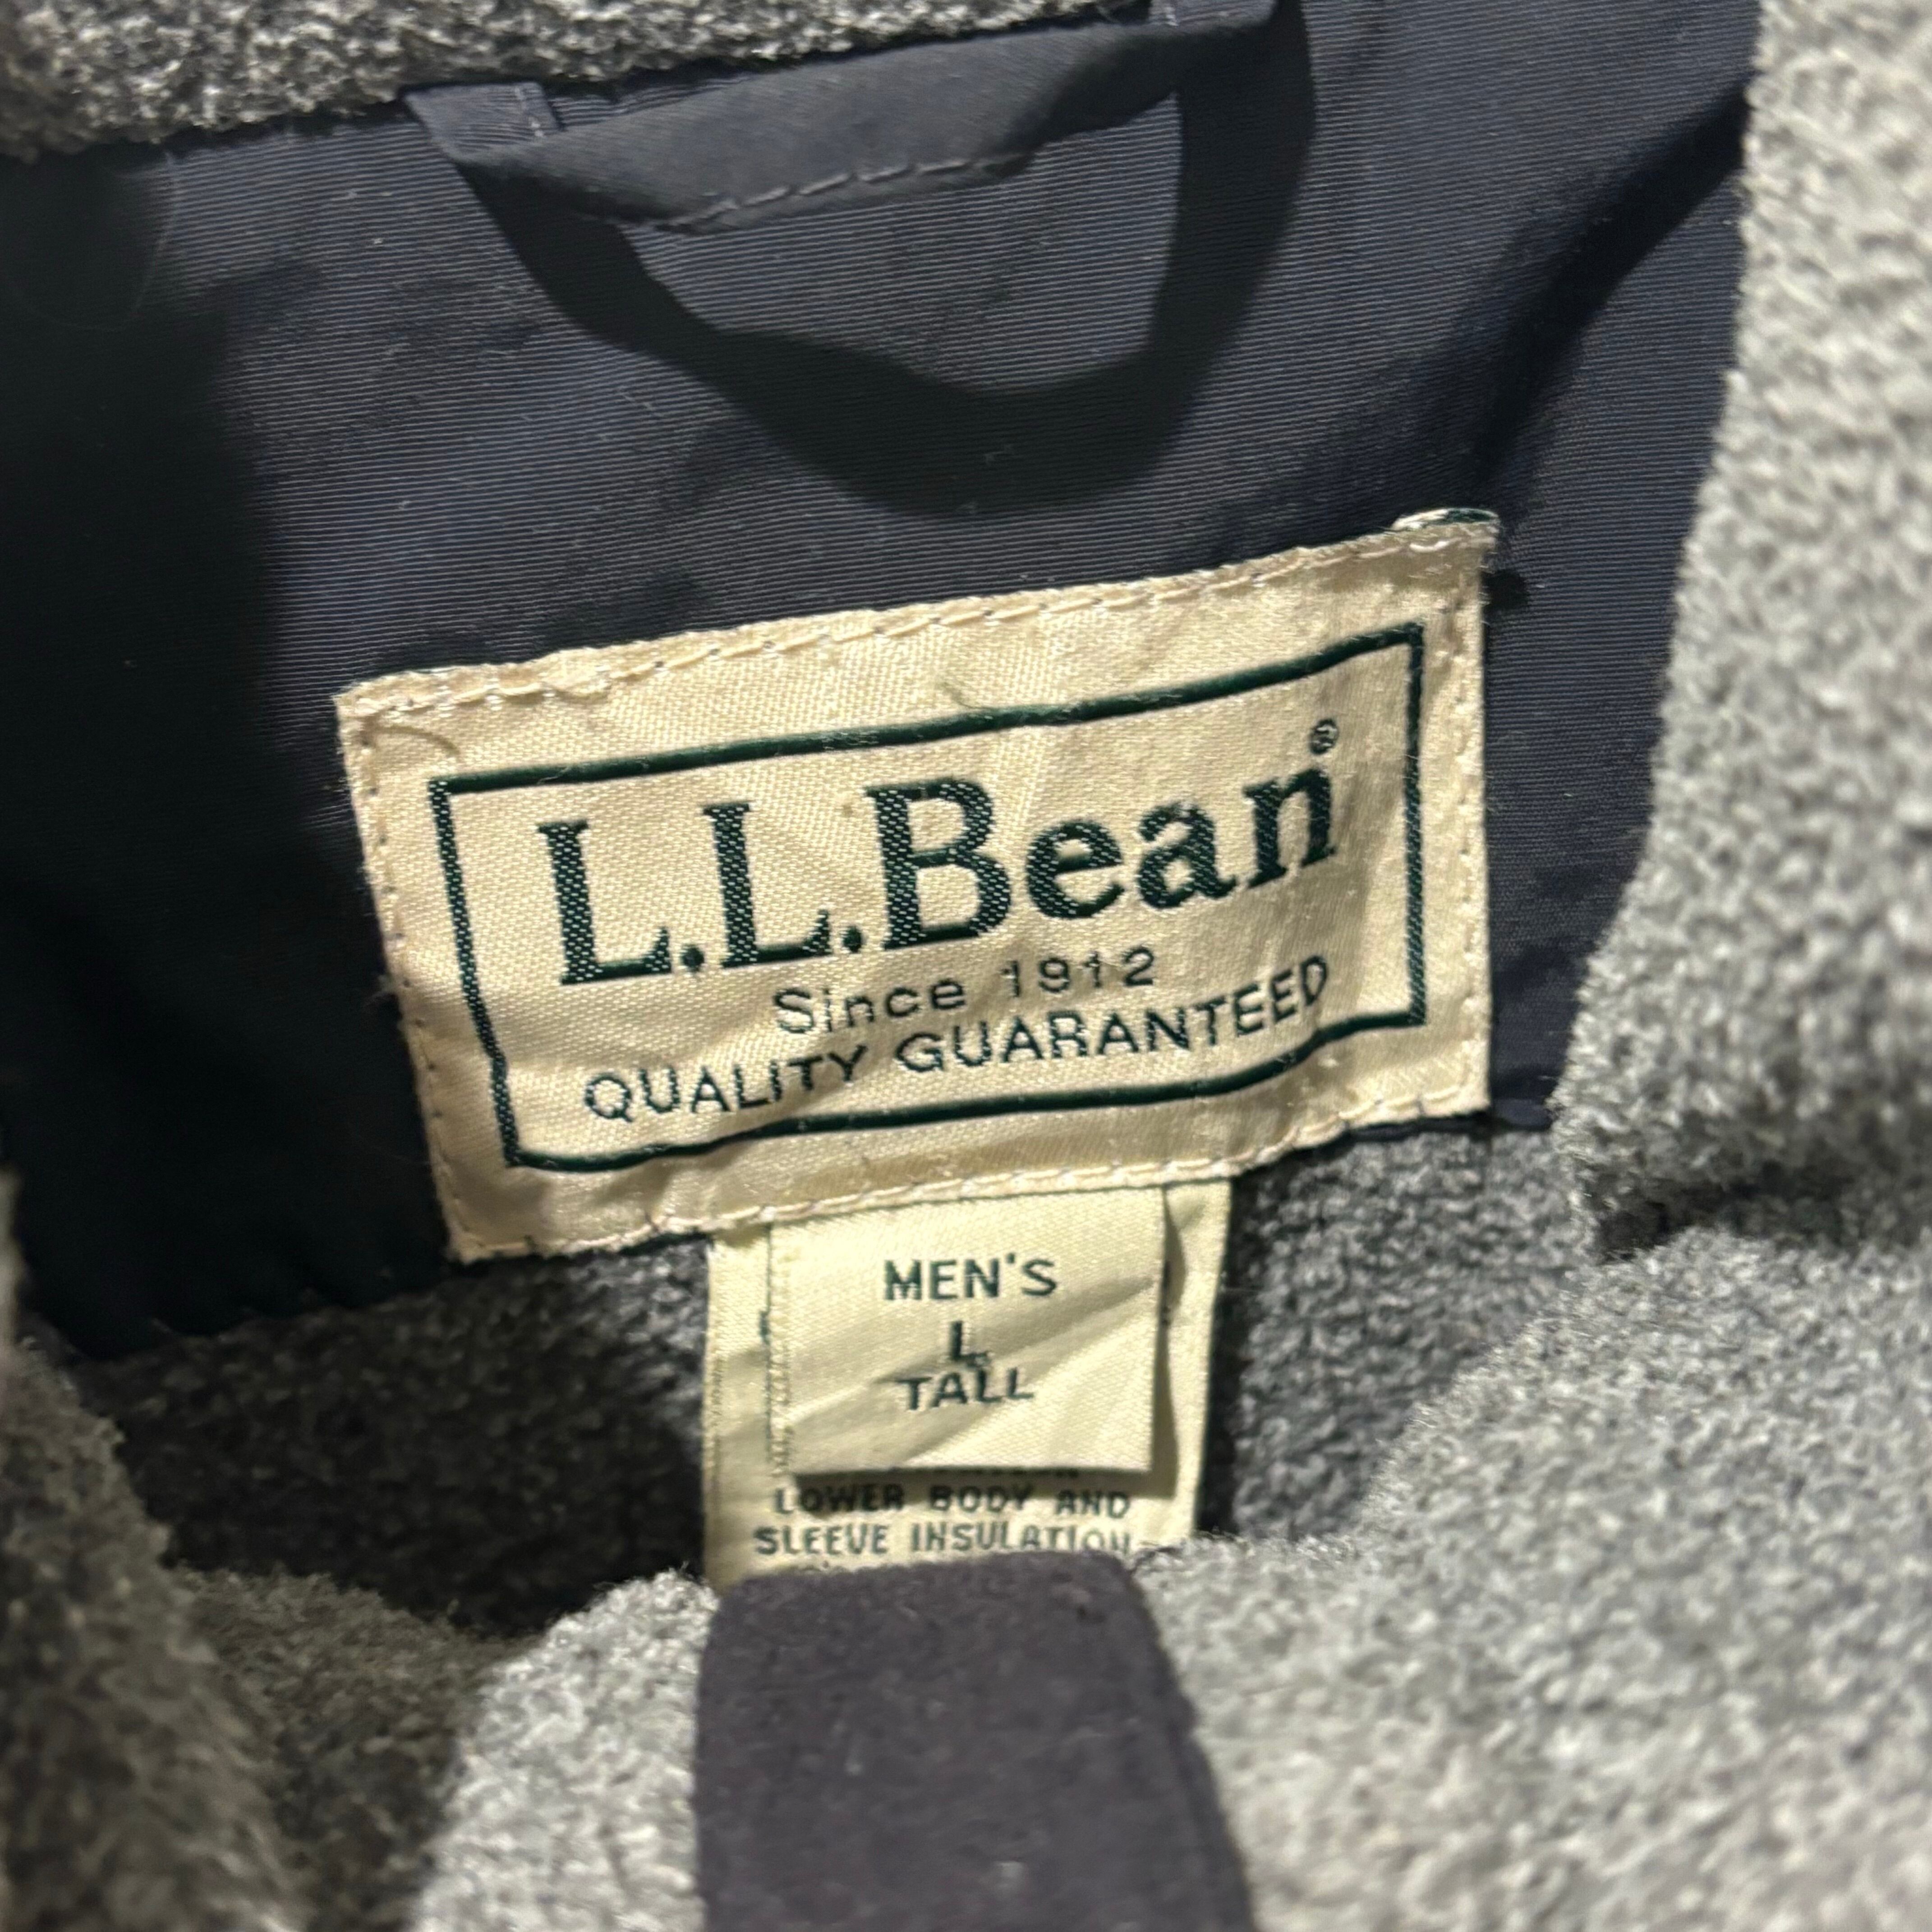 L.L.Bean®
Since 1912
QUALITY GUARANTEED
MEN'S
L
TALL
LOWER BODY AND
SLEEVE INSULATION